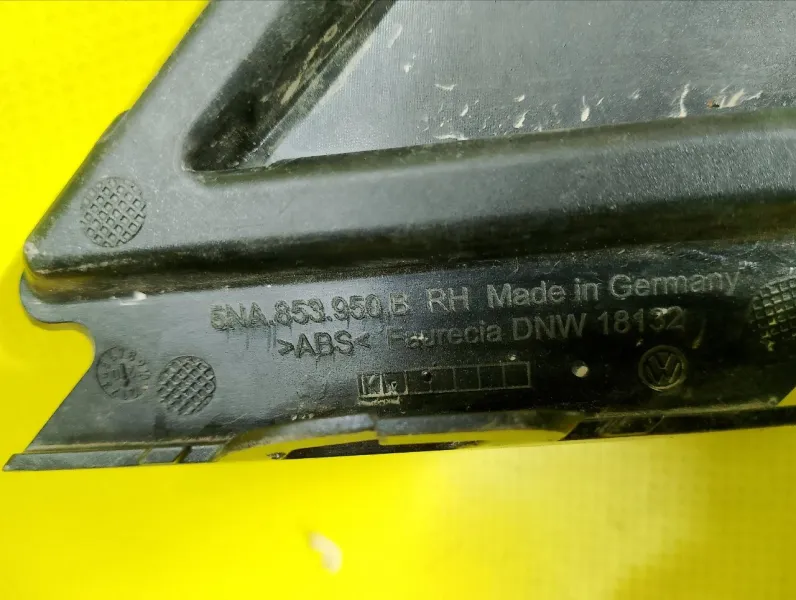 5NA.853.950.B RH Made in Germany
>ABS< Faurecia DNW 18132